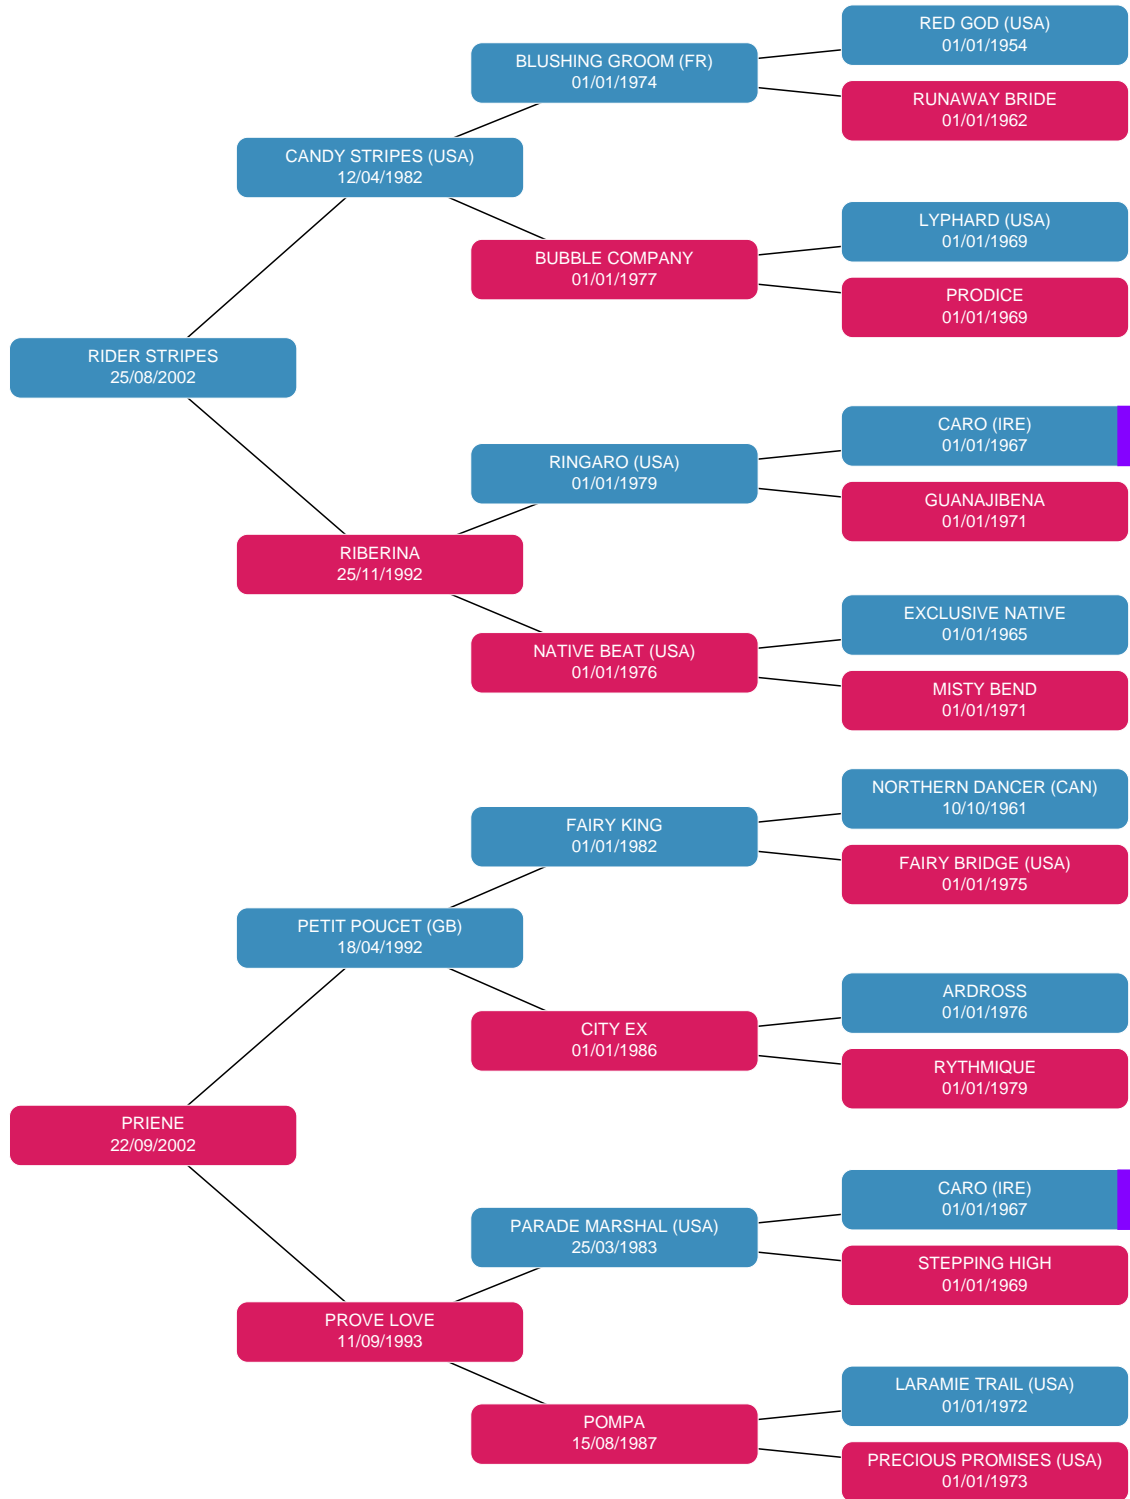 RED GOD (USA)
01/01/1954
BLUSHING GROOM (FR)
01/01/1974
RUNAWAY BRIDE
01/01/1962
CANDY STRIPES (USA)
12/04/1982
LYPHARD (USA)
01/01/1969
BUBBLE COMPANY
01/01/1977
PRODICE
01/01/1969
RIDER STRIPES
25/08/2002
CARO (IRE)
01/01/1967
RINGARO (USA)
01/01/1979
GUANAJIBENA
01/01/1971
RIBERINA
25/11/1992
EXCLUSIVE NATIVE
01/01/1965
NATIVE BEAT (USA)
01/01/1976
MISTY BEND
01/01/1971
NORTHERN DANCER (CAN)
10/10/1961
FAIRY KING
01/01/1982
FAIRY BRIDGE (USA)
01/01/1975
PETIT POUCET (GB)
18/04/1992
ARDROSS
01/01/1976
CITY EX
01/01/1986
RYTHMIQUE
01/01/1979
PRIENE
22/09/2002
CARO (IRE)
01/01/1967
PARADE MARSHAL (USA)
25/03/1983
STEPPING HIGH
01/01/1969
PROVE LOVE
11/09/1993
LARAMIE TRAIL (USA)
01/01/1972
POMPA
15/08/1987
PRECIOUS PROMISES (USA)
01/01/1973